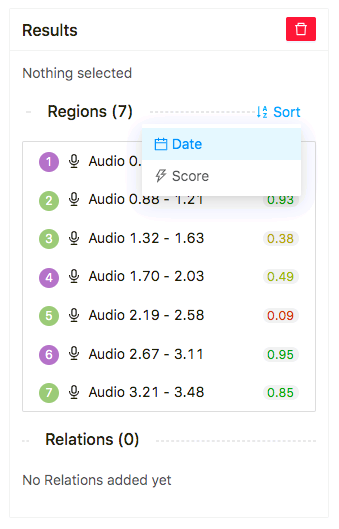 Results
Nothing selected
Regions (7)
Sort
Date
Score
1 Audio 0.
2 Audio 0.88 - 1.21 0.93
3 Audio 1.32 - 1.63 0.38
4 Audio 1.70 - 2.03 0.49
5 Audio 2.19 - 2.58 0.09
6 Audio 2.67 - 3.11 0.95
7 Audio 3.21 - 3.48 0.85
Relations (0)
No Relations added yet